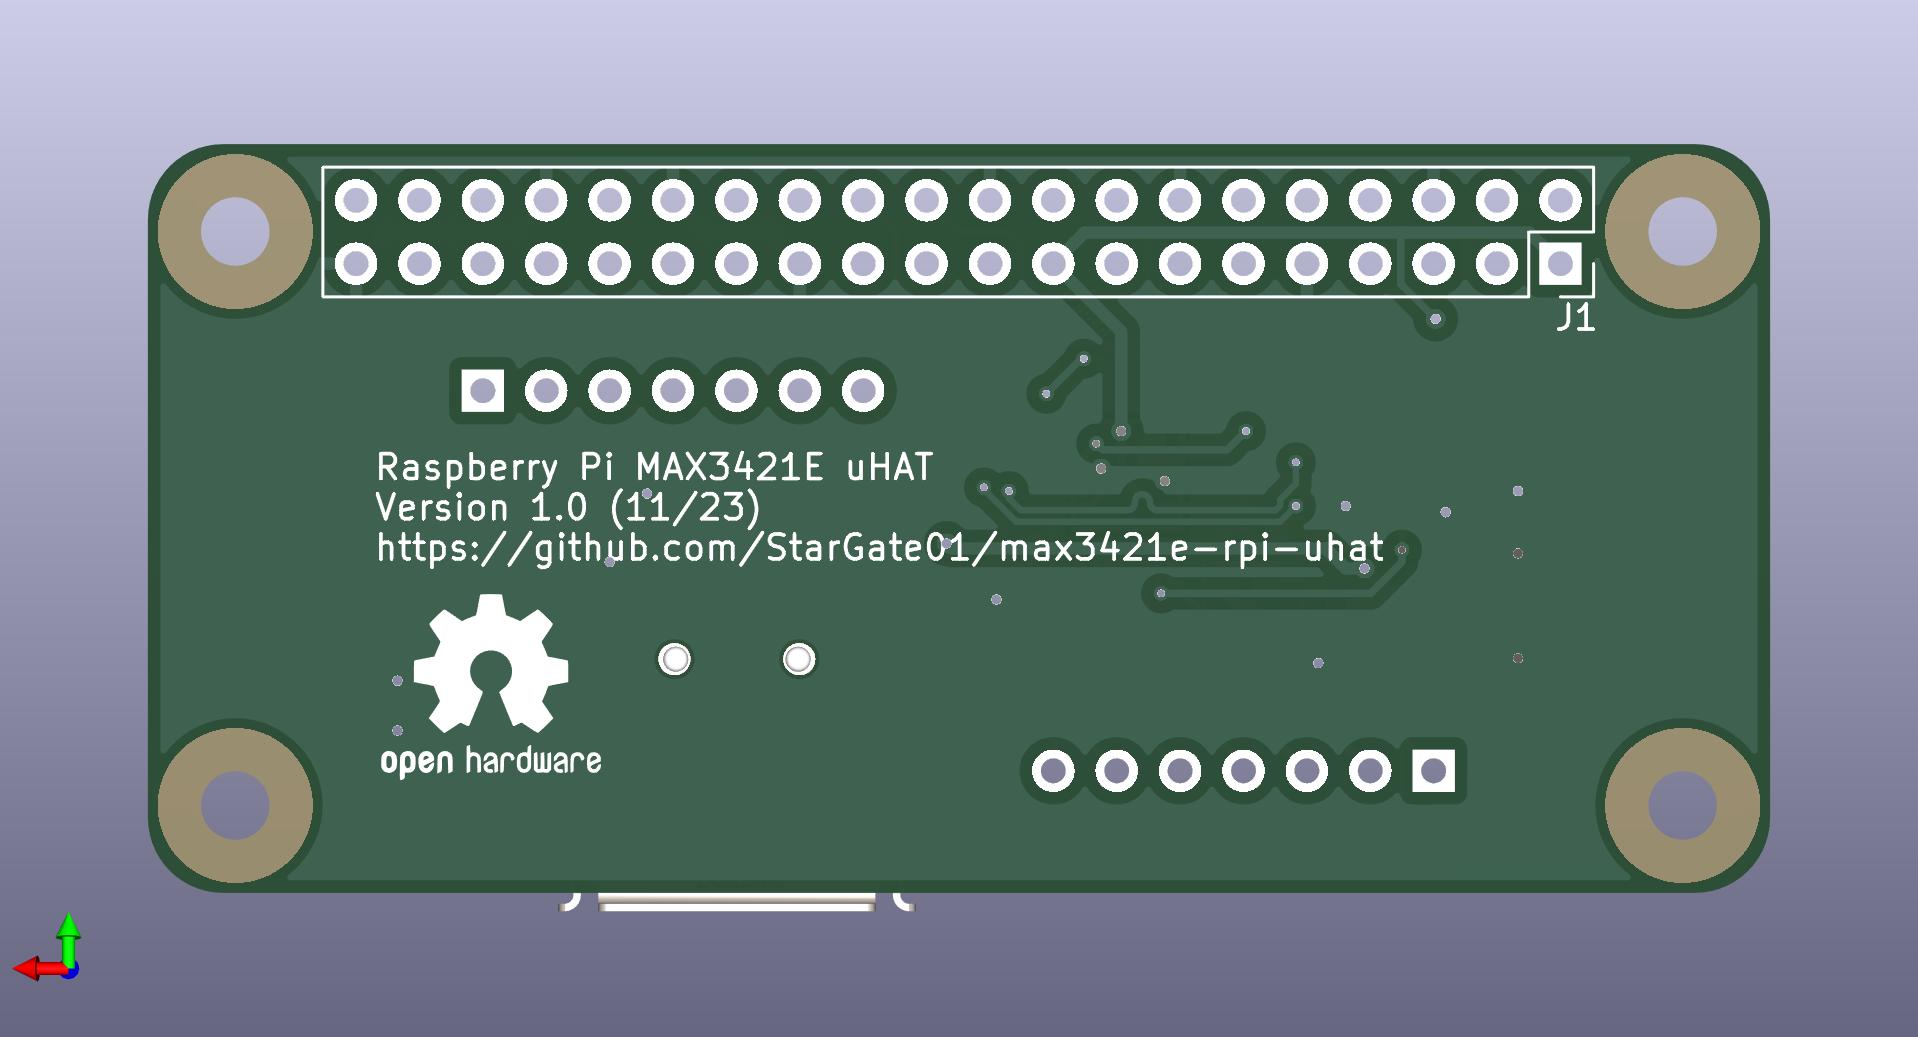 J1
Raspberry Pi MAX3421E uHAT
Version 1.0 (11/23)
https://github.com/StarGate01/max3421e-rpi-uhat
open hardware